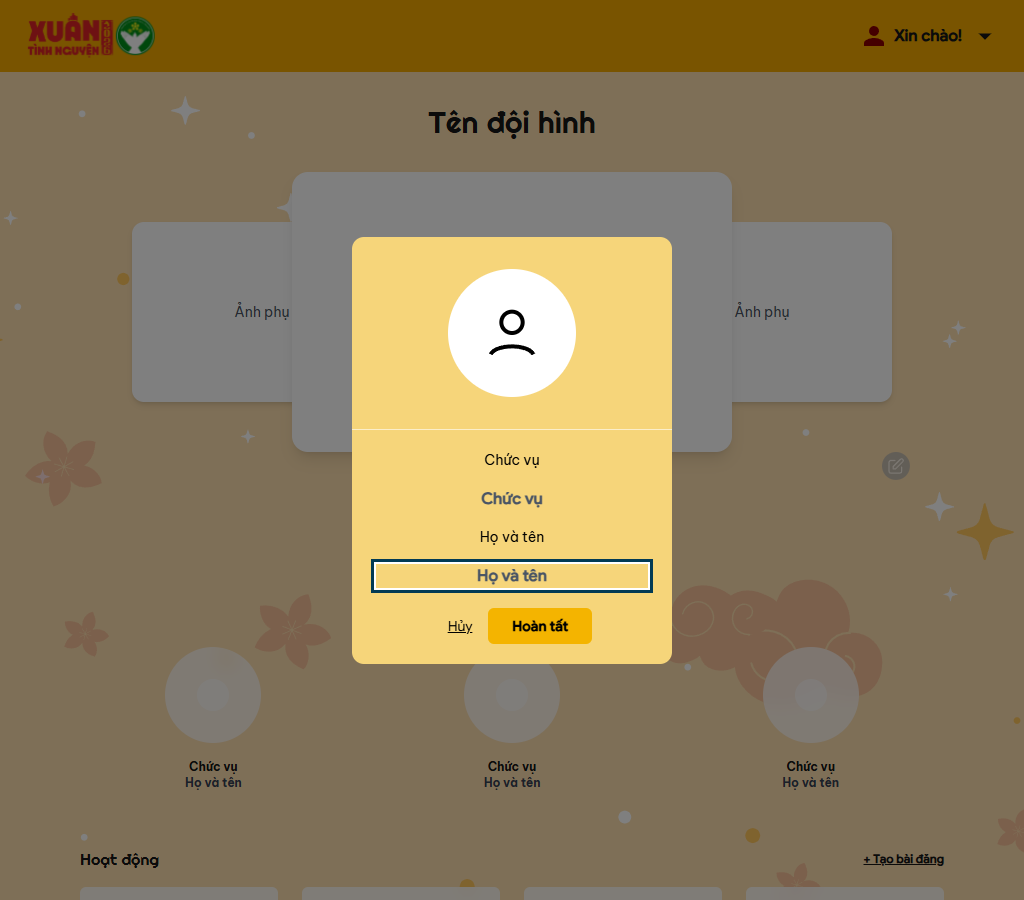 XUÂN
TÌNH NGUYỆN
Xin chào!
Tên đội hình
Ảnh phụ
Ảnh phụ
Chức vụ
Chức vụ
Họ và tên
Họ và tên
Hủy
Hoàn tất
Chức vụ
Họ và tên
Chức vụ
Họ và tên
Chức vụ
Họ và tên
Hoạt động
+ Tạo bài đăng